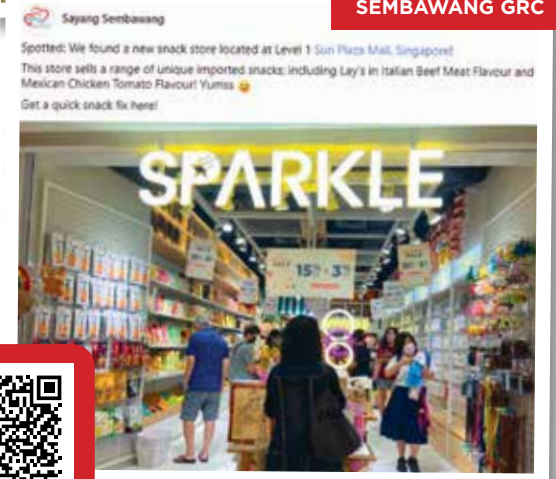 SEMBAWANG GRC
Sayang Sembawang
Spotted: We found a new snack store located at Level 1 Sun Plaza Mall, Singapore!
This store sells a range of unique imported snacks; including Lay's in Italian Beef Meat Flavour and
Mexican Chicken Tomato Flavour! Yumss 😋
Get a quick snack fix here!
SPARKLE